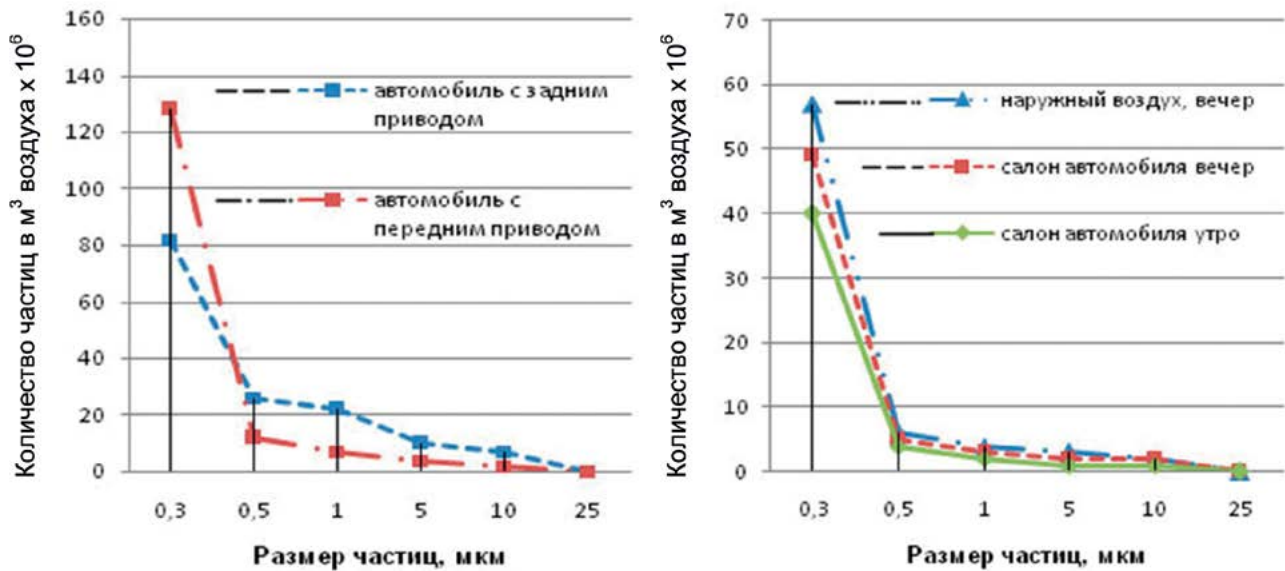 Количество частиц в м³ воздуха x 10⁶
160
140
120
100
80
60
40
20
0
автомобиль с задним
приводом
автомобиль с
передним приводом
0,3 0,5 1 5 10 25
Размер частиц, мкм
Количество частиц в м³ воздуха x 10⁶
70
60
50
40
30
20
10
0
наружный воздух, вечер
салон автомобиля вечер
салон автомобиля утро
0,3 0,5 1 5 10 25
Размер частиц, мкм